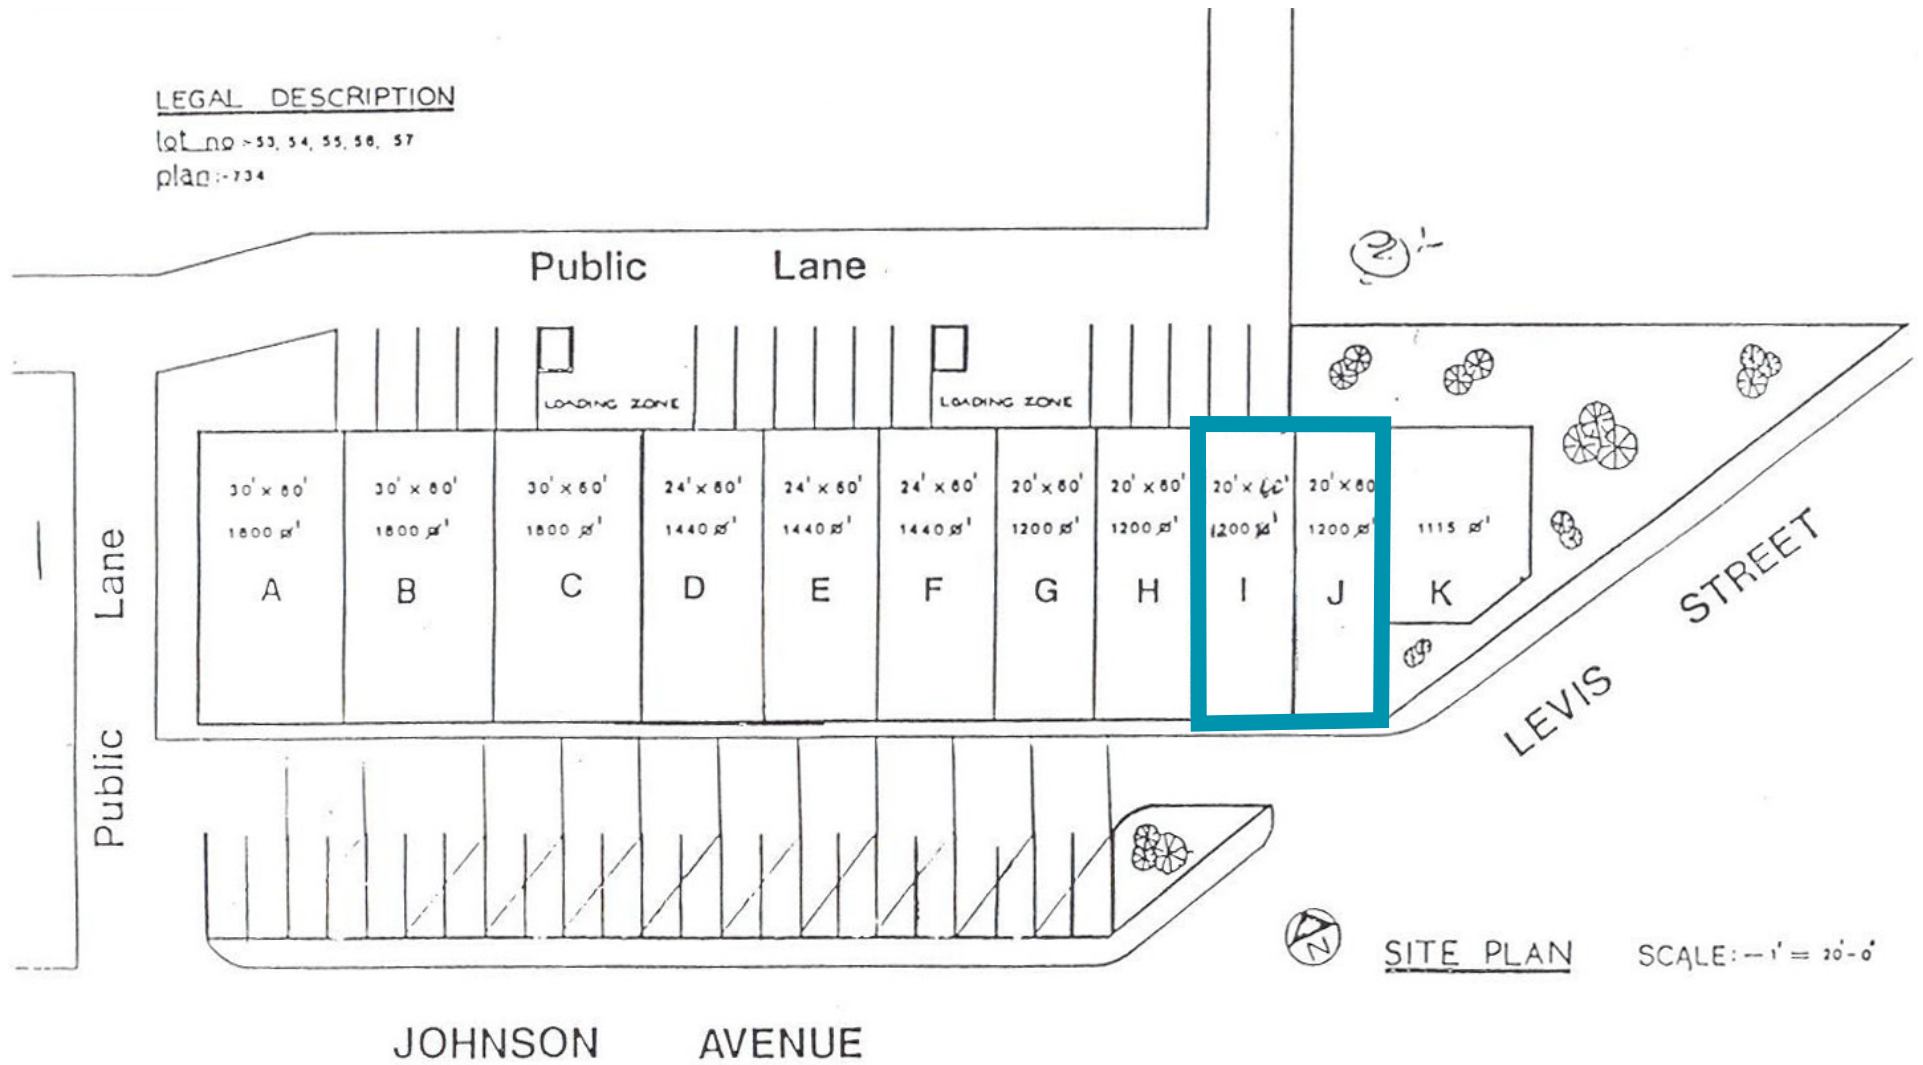 LEGAL DESCRIPTION
lot no :- 53, 54, 55, 56, 57
plan :- 734
Public Lane
2.
LOADING ZONE
LOADING ZONE
30' x 60'
1800 ⌀'
A
30' x 60'
1800 ⌀'
B
30' x 60'
1800 ⌀'
C
24' x 60'
1440 ⌀'
D
24' x 60'
1440 ⌀'
E
24' x 60'
1440 ⌀'
F
20' x 60'
1200 ⌀'
G
20' x 60'
1200 ⌀'
H
20' x 60'
1200 ⌀'
I
20' x 60
1200 ⌀'
J
1115 ⌀'
K
Public Lane
LEVIS STREET
N
SITE PLAN
SCALE: - 1' = 20'-0'
JOHNSON AVENUE